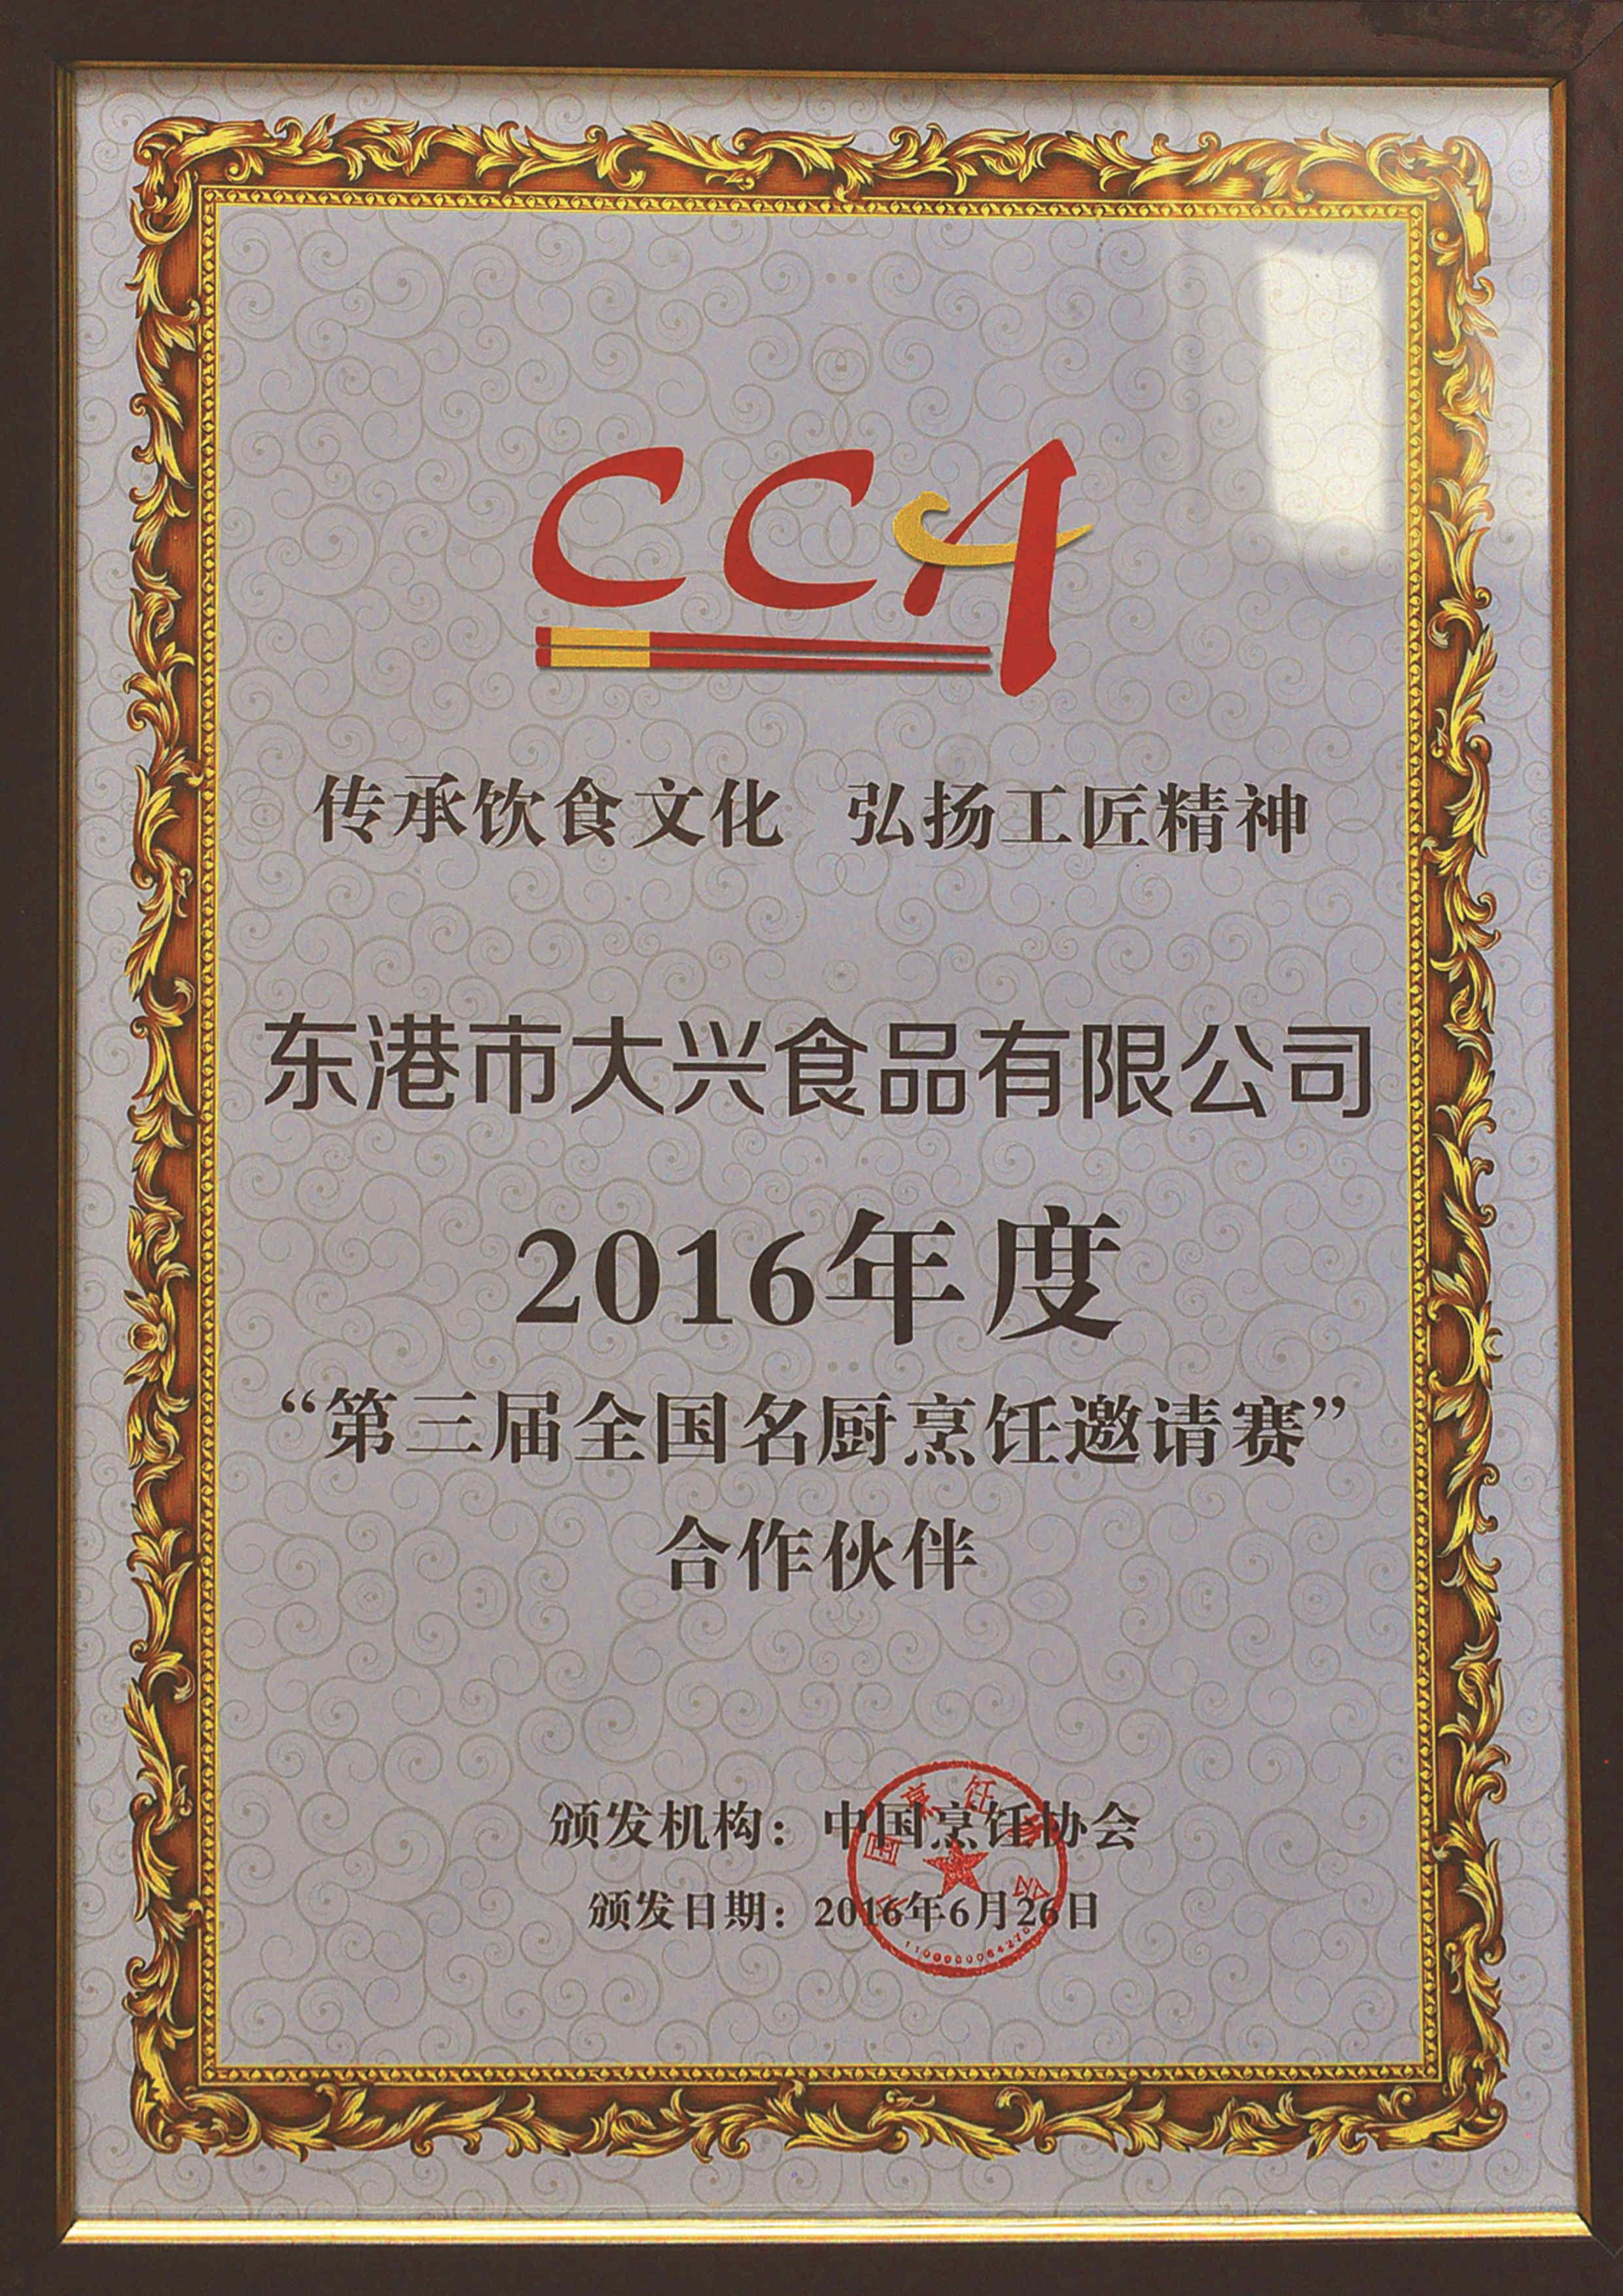 CCA
传承饮食文化 弘扬工匠精神
东港市大兴食品有限公司
2016年度
“第三届全国名厨烹饪邀请赛”
合作伙伴
颁发机构：中国烹饪协会
颁发日期：2016年6月26日